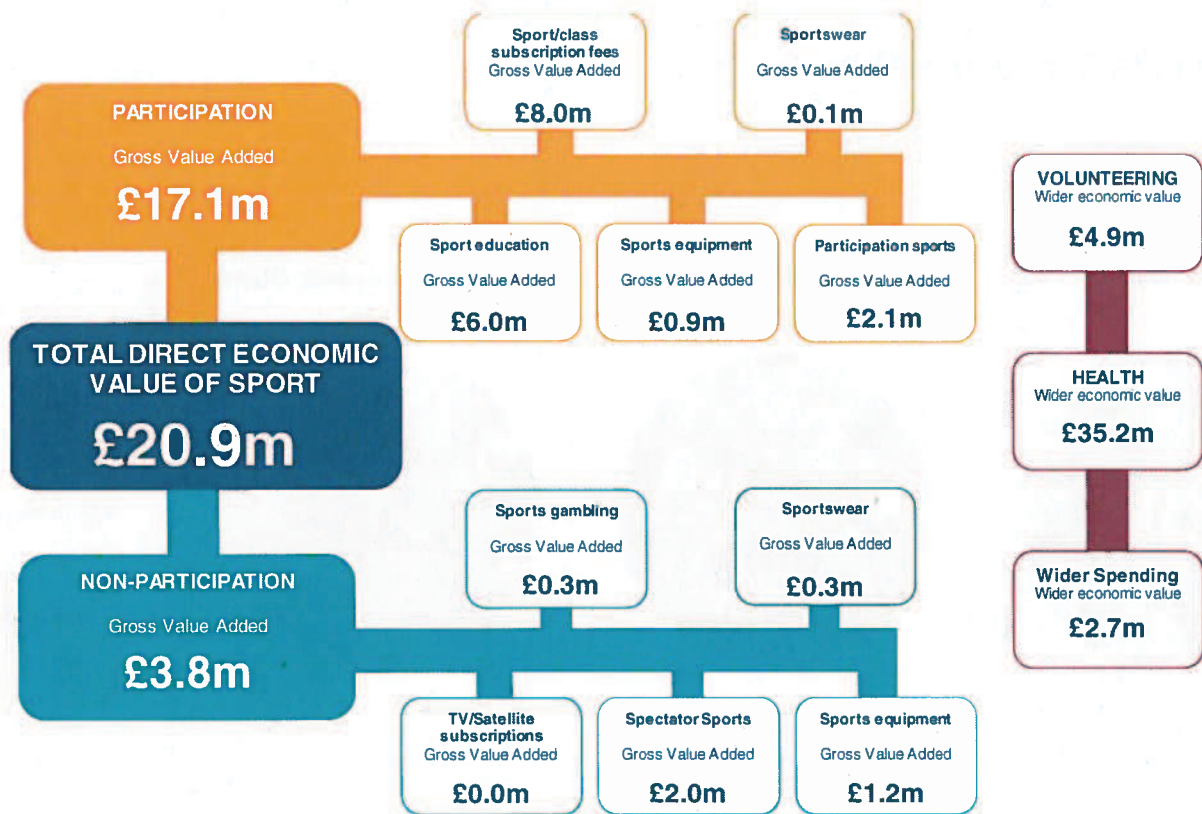 Sport/class
subscription fees
Gross Value Added
£8.0m
Sportswear
Gross Value Added
£0.1m
PARTICIPATION
Gross Value Added
£17.1m
Sport education
Gross Value Added
£6.0m
Sports equipment
Gross Value Added
£0.9m
Participation sports
Gross Value Added
£2.1m
TOTAL DIRECT ECONOMIC
VALUE OF SPORT
£20.9m
Sports gambling
Gross Value Added
£0.3m
Sportswear
Gross Value Added
£0.3m
NON-PARTICIPATION
Gross Value Added
£3.8m
TV/Satellite
subscriptions
Gross Value Added
£0.0m
Spectator Sports
Gross Value Added
£2.0m
Sports equipment
Gross Value Added
£1.2m
VOLUNTEERING
Wider economic value
£4.9m
HEALTH
Wider economic value
£35.2m
Wider Spending
Wider economic value
£2.7m